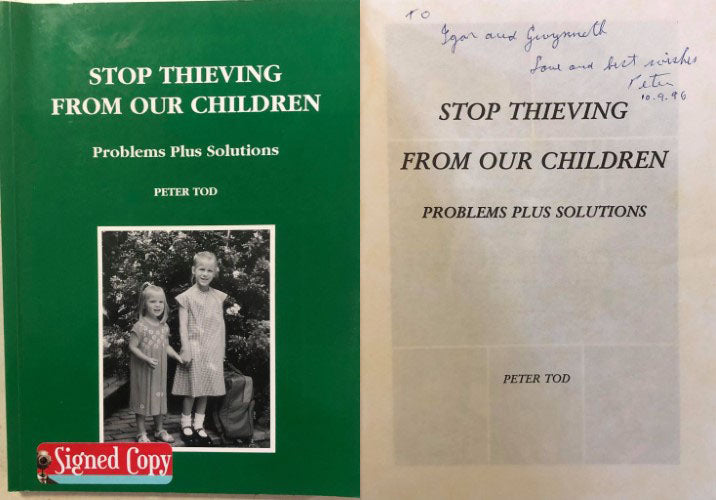 STOP THIEVING
FROM OUR CHILDREN
Problems Plus Solutions
PETER TOD
Signed Copy
TO
Igor and Gwynneth
Love and best wishes
Peter
10.9.96
STOP THIEVING
FROM OUR CHILDREN
PROBLEMS PLUS SOLUTIONS
PETER TOD